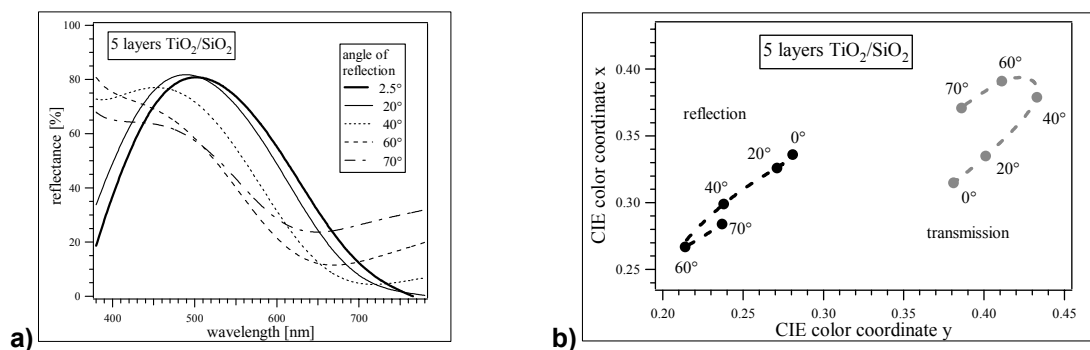 5 layers TiO2/SiO2
angle of
reflection
2.5°
20°
40°
60°
70°
reflectance [%]
100
80
60
40
20
0
400
500
600
700
wavelength [nm]
a)
5 layers TiO2/SiO2
CIE color coordinate x
0.40
0.35
0.30
0.25
reflection
0°
20°
40°
70°
60°
60°
70°
40°
20°
0°
transmission
0.20
0.25
0.30
0.35
0.40
0.45
CIE color coordinate y
b)